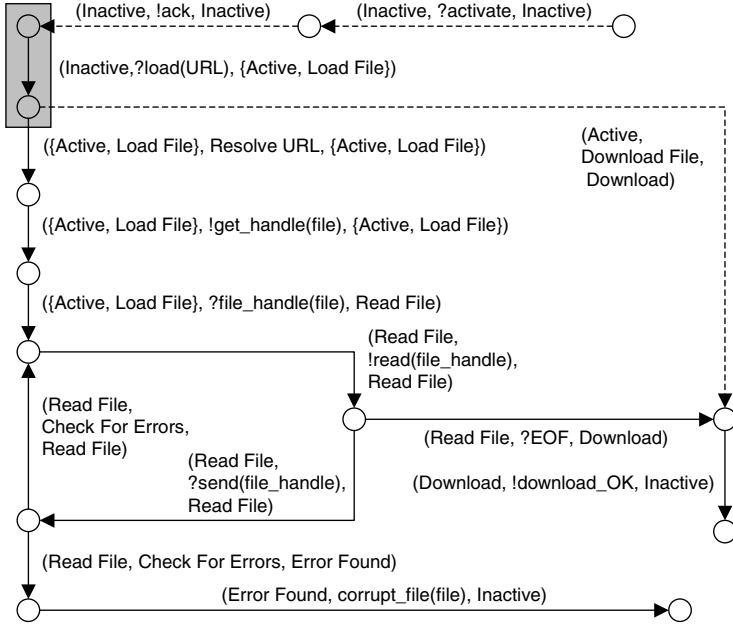 (Inactive, !ack, Inactive)
(Inactive, ?activate, Inactive)
(Inactive,?load(URL), {Active, Load File})
({Active, Load File}, Resolve URL, {Active, Load File})
(Active,
Download File,
Download)
({Active, Load File}, !get_handle(file), {Active, Load File})
({Active, Load File}, ?file_handle(file), Read File)
(Read File,
!read(file_handle),
Read File)
(Read File,
Check For Errors,
Read File)
(Read File, ?EOF, Download)
(Read File,
?send(file_handle),
Read File)
(Download, !download_OK, Inactive)
(Read File, Check For Errors, Error Found)
(Error Found, corrupt_file(file), Inactive)